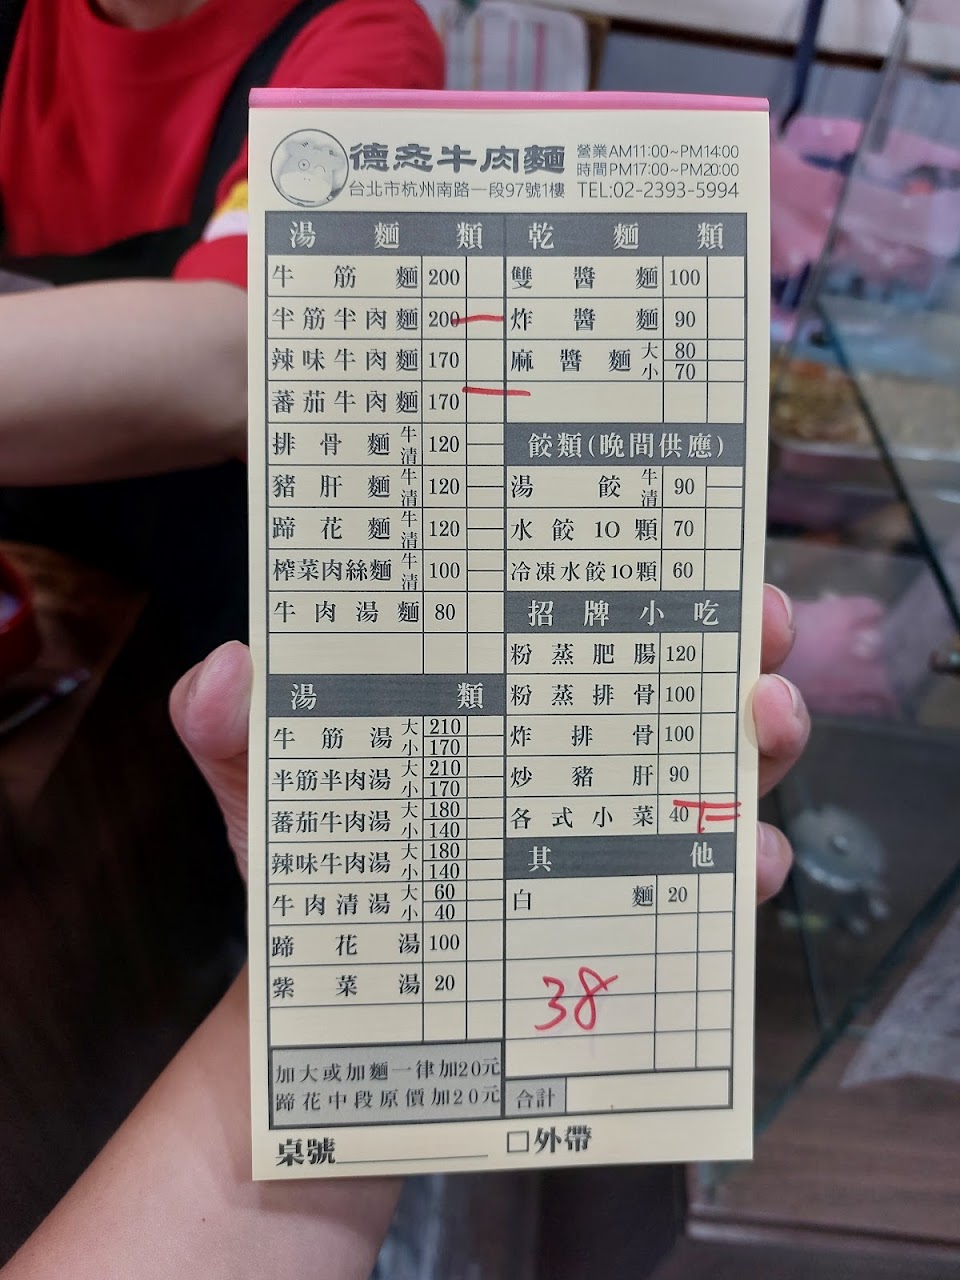 德忞牛肉麵
台北市杭州南路一段97號1樓
營業AM11:00~PM14:00
時間PM17:00~PM20:00
TEL:02-2393-5994
湯麵類
牛筋麵 200
半筋半肉麵 200 一
辣味牛肉麵 170
蕃茄牛肉麵 170 一
排骨麵 牛 清 120
豬肝麵 牛 清 120
蹄花麵 牛 清 120
榨菜肉絲麵 牛 清 100
牛肉湯麵 80
湯類
牛筋湯 大 210
小 170
半筋半肉湯 大 210
小 170
蕃茄牛肉湯 大 180
小 140
辣味牛肉湯 大 180
小 140
牛肉清湯 大 60
小 40
蹄花湯 100
紫菜湯 20
加大或加麵一律加20元
蹄花中段原價加20元
桌號
乾麵類
雙醬麵 100
炸醬麵 90
麻醬麵 大 80
小 70
餃類(晚間供應)
湯餃 牛 清 90
水餃10顆 70
冷凍水餃10顆 60
招牌小吃
粉蒸肥腸 120
粉蒸排骨 100
炸排骨 100
炒豬肝 90
各式小菜 40
其他
白麵 20
38
合計
□外帶